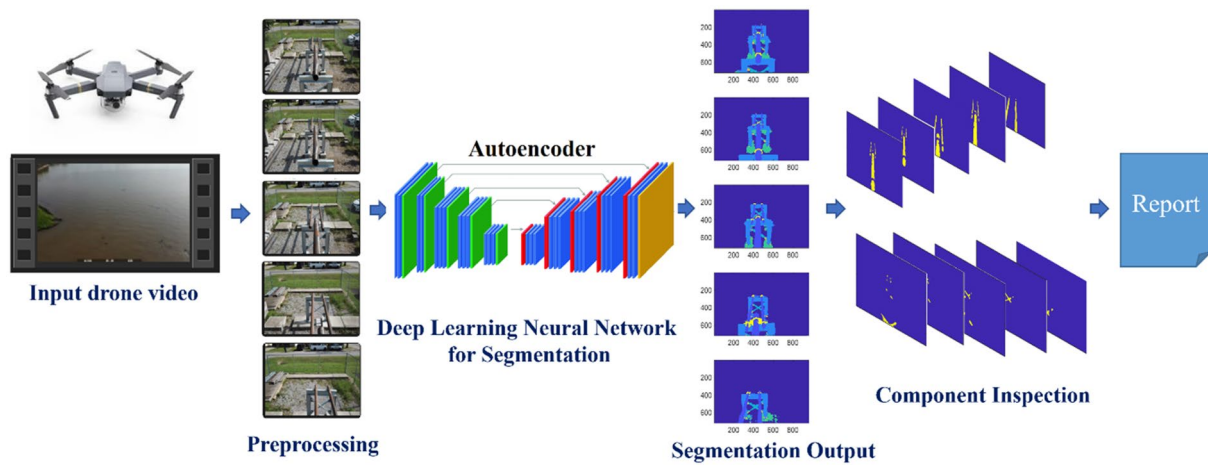 Input drone video
Preprocessing
Autoencoder
Deep Learning Neural Network
for Segmentation
200
400
600
200 400 600 800
200
400
600
200 400 600 800
200
400
600
200 400 600 800
200
400
600
200 400 600 800
200
400
600
200 400 600 800
Segmentation Output
Component Inspection
Report